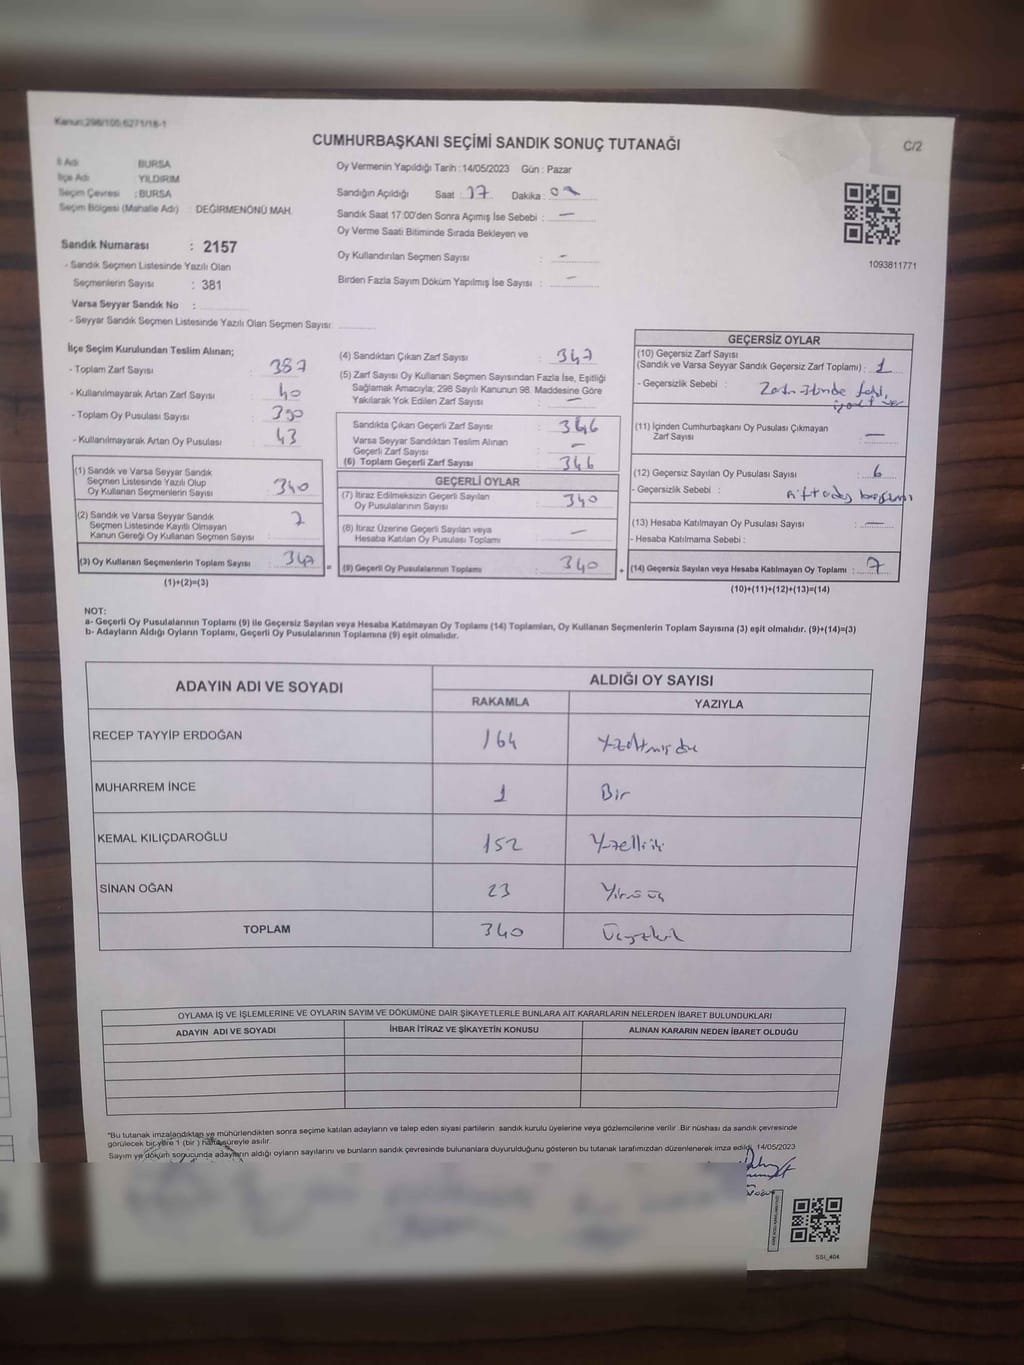 Kanun:298/105,6271/18-1
CUMHURBAŞKANI SEÇİMİ SANDIK SONUÇ TUTANAĞI
C/2
İl Adı BURSA
İlçe Adı YILDIRIM
Seçim Çevresi : BURSA
Seçim Bölgesi (Mahalle Adı) : DEĞİRMENÖNÜ MAH.
Oy Vermenin Yapıldığı Tarih : 14/05/2023 Gün : Pazar
Sandığın Açıldığı Saat : 17 Dakika :
Sandık Saat 17:00'den Sonra Açımış İse Sebebi : —
Oy Verme Saati Bitiminde Sırada Bekleyen ve
Oy Kullandırılan Seçmen Sayısı : —
Birden Fazla Sayım Döküm Yapılmış İse Sayısı : —
1093811771
Sandık Numarası : 2157
- Sandık Seçmen Listesinde Yazılı Olan
Seçmenlerin Sayısı : 381
Varsa Seyyar Sandık No :
- Seyyar Sandık Seçmen Listesinde Yazılı Olan Seçmen Sayısı:
İlçe Seçim Kurulundan Teslim Alınan;
- Toplam Zarf Sayısı : 387
- Kullanılmayarak Artan Zarf Sayısı : 40
- Toplam Oy Pusulası Sayısı : 390
- Kullanılmayarak Artan Oy Pusulası : 43
(1) Sandık ve Varsa Seyyar Sandık
Seçmen Listesinde Yazılı Olup
Oy Kullanan Seçmenlerin Sayısı : 340
(2) Sandık ve Varsa Seyyar Sandık
Seçmen Listesinde Kayıtlı Olmayan
Kanun Gereği Oy Kullanan Seçmen Sayısı : 7
(3) Oy Kullanan Seçmenlerin Toplam Sayısı : 347
(1)+(2)=(3)
(4) Sandıktan Çıkan Zarf Sayısı : 347
(5) Zarf Sayısı Oy Kullanan Seçmen Sayısından Fazla İse, Eşitliği
Sağlamak Amacıyla; 298 Sayılı Kanunun 98. Maddesine Göre
Yakılarak Yok Edilen Zarf Sayısı : —
Sandıkta Çıkan Geçerli Zarf Sayısı : 346
Varsa Seyyar Sandıktan Teslim Alınan
Geçerli Zarf Sayısı : —
(6) Toplam Geçerli Zarf Sayısı : 346
GEÇERLİ OYLAR
(7) İtiraz Edilmeksizin Geçerli Sayılan
Oy Pusulalarının Sayısı : 340
(8) İtiraz Üzerine Geçerli Sayılan veya
Hesaba Katılan Oy Pusulası Toplamı : —
(9) Geçerli Oy Pusulalarının Toplamı : 340
GEÇERSİZ OYLAR
(10) Geçersiz Zarf Sayısı
(Sandık ve Varsa Seyyar Sandık Geçersiz Zarf Toplamı) : 1
- Geçersizlik Sebebi :
(11) İçinden Cumhurbaşkanı Oy Pusulası Çıkmayan
Zarf Sayısı : —
(12) Geçersiz Sayılan Oy Pusulası Sayısı : 6
- Geçersizlik Sebebi :
(13) Hesaba Katılmayan Oy Pusulası Sayısı : —
- Hesaba Katılmama Sebebi :
(14) Geçersiz Sayılan veya Hesaba Katılmayan Oy Toplamı : 7
(10)+(11)+(12)+(13)=(14)
NOT:
a- Geçerli Oy Pusulalarının Toplamı (9) ile Geçersiz Sayılan veya Hesaba Katılmayan Oy Toplamı (14) Toplamları, Oy Kullanan Seçmenlerin Toplam Sayısına (3) eşit olmalıdır. (9)+(14)=(3)
b- Adayların Aldığı Oyların Toplamı, Geçerli Oy Pusulalarının Toplamına (9) eşit olmalıdır.
ADAYIN ADI VE SOYADI ALDIĞI OY SAYISI
RAKAMLA YAZIYLA
RECEP TAYYİP ERDOĞAN 164
MUHARREM İNCE 1 Bir
KEMAL KILIÇDAROĞLU 152 Yüzelliiki
SİNAN OĞAN 23 Yirmiüç
TOPLAM 340 Üçyüzkırk
OYLAMA İŞ VE İŞLEMLERİNE VE OYLARIN SAYIM VE DÖKÜMÜNE DAİR ŞİKAYETLERLE BUNLARA AİT KARARLARIN NELERDEN İBARET BULUNDUKLARI
ADAYIN ADI VE SOYADI İHBAR İTİRAZ VE ŞİKAYETİN KONUSU ALINAN KARARIN NEDEN İBARET OLDUĞU
"Bu tutanak imzalandıktan ve mühürlendikten sonra seçime katılan adayların ve talep eden siyasi partilerin sandık kurulu üyelerine veya gözlemcilerine verilir. Bir nüshası da sandık çevresinde
görülecek bir yere 1 (bir ) hafta süreyle asılır.
Sayım ve döküm sonucunda adayların aldığı oyların sayılarını ve bunların sandık çevresinde bulunanlara duyurulduğunu gösteren bu tutanak tarafımızdan düzenlenerek imza edildi. 14/05/2023
SSI_404